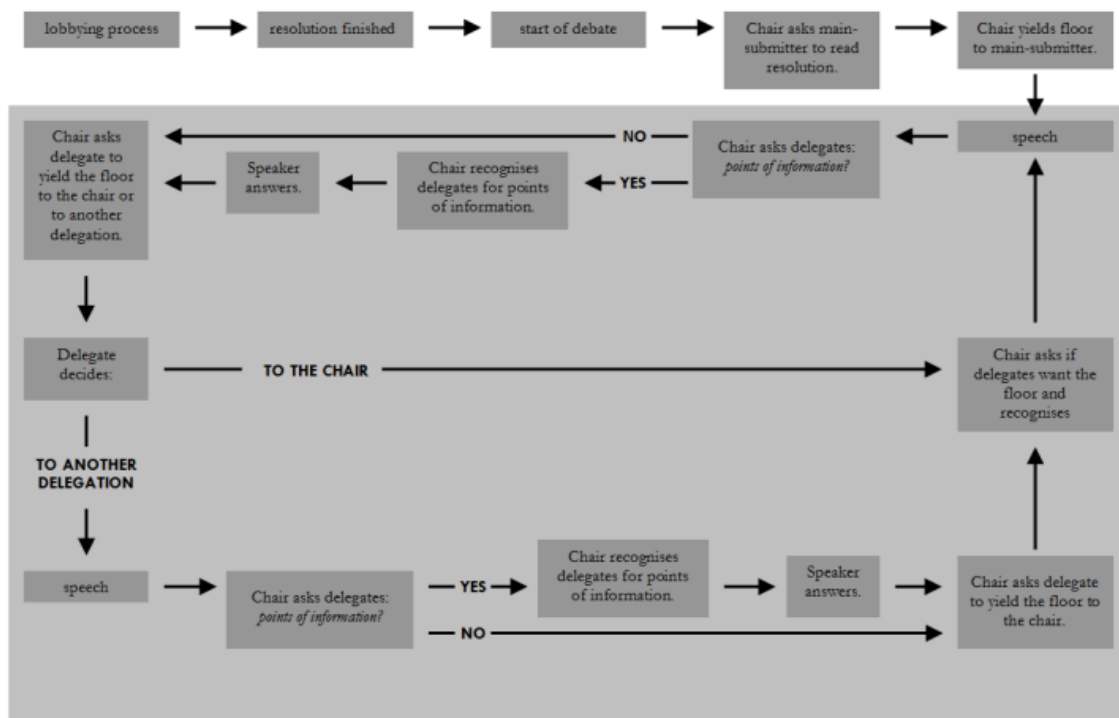 lobbying process
resolution finished
start of debate
Chair asks main-
submitter to read
resolution.
Chair yields floor
to main-submitter.
speech
Chair asks delegates:
points of information?
NO
YES
Chair recognises
delegates for points
of information.
Speaker
answers.
Chair asks
delegate to
yield the floor
to the chair or
to another
delegation.
Delegate
decides:
TO THE CHAIR
Chair asks if
delegates want the
floor and
recognises
TO ANOTHER
DELEGATION
speech
Chair asks delegates:
points of information?
YES
NO
Chair recognises
delegates for points
of information.
Speaker
answers.
Chair asks delegate
to yield the floor to
the chair.